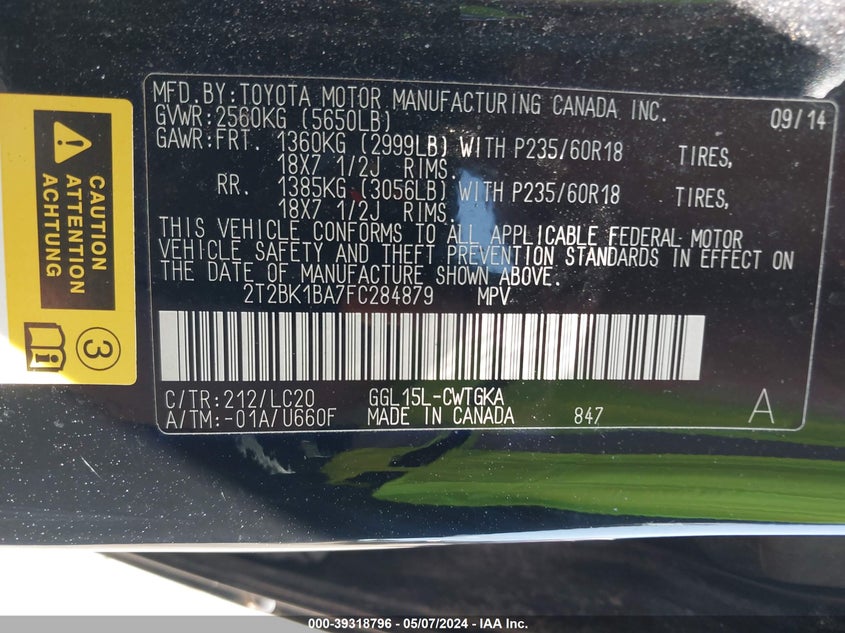 MFD.BY:TOYOTA MOTOR MANUFACTURING CANADA INC. 09/14
GVWR:2560KG (5650LB)
GAWR:FRT. 1360KG (2999LB) WITH P235/60R18 TIRES,
18X7 1/2J RIMS.
RR. 1385KG (3056LB) WITH P235/60R18 TIRES,
18X7 1/2J RIMS.
THIS VEHICLE CONFORMS TO ALL APPLICABLE FEDERAL MOTOR
VEHICLE SAFETY AND THEFT PREVENTION STANDARDS IN EFFECT ON
THE DATE OF MANUFACTURE SHOWN ABOVE.
2T2BK1BA7FC284879 MPV
C/TR:212/LC20 GGL15L-CWTGKA
A/TM:-01A/U660F MADE IN CANADA 847 A
CAUTION
ATTENTION
ACHTUNG
i
3
000-39318796 - 05/07/2024 - IAA Inc.